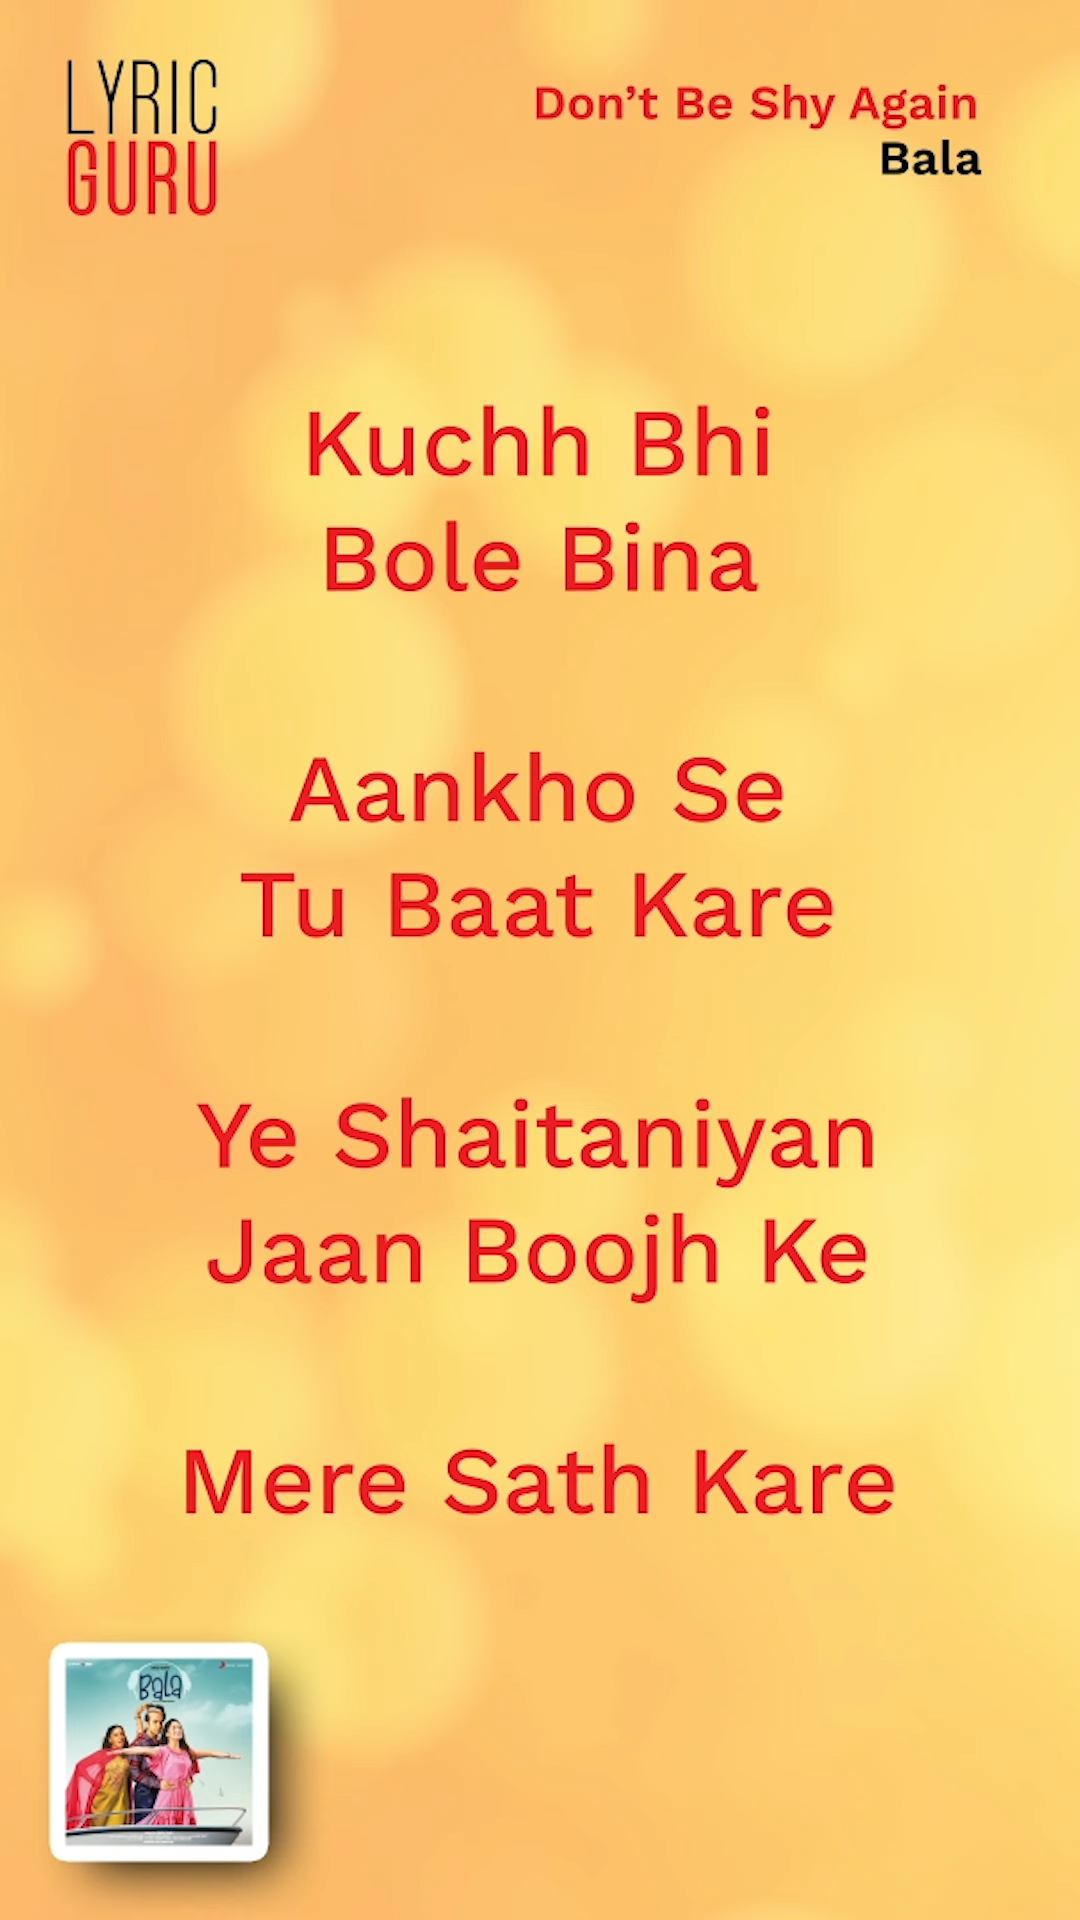 LYRIC
GURU
Don’t Be Shy Again
Bala
Kuchh Bhi
Bole Bina
Aankho Se
Tu Baat Kare
Ye Shaitaniyan
Jaan Boojh Ke
Mere Sath Kare
Bala